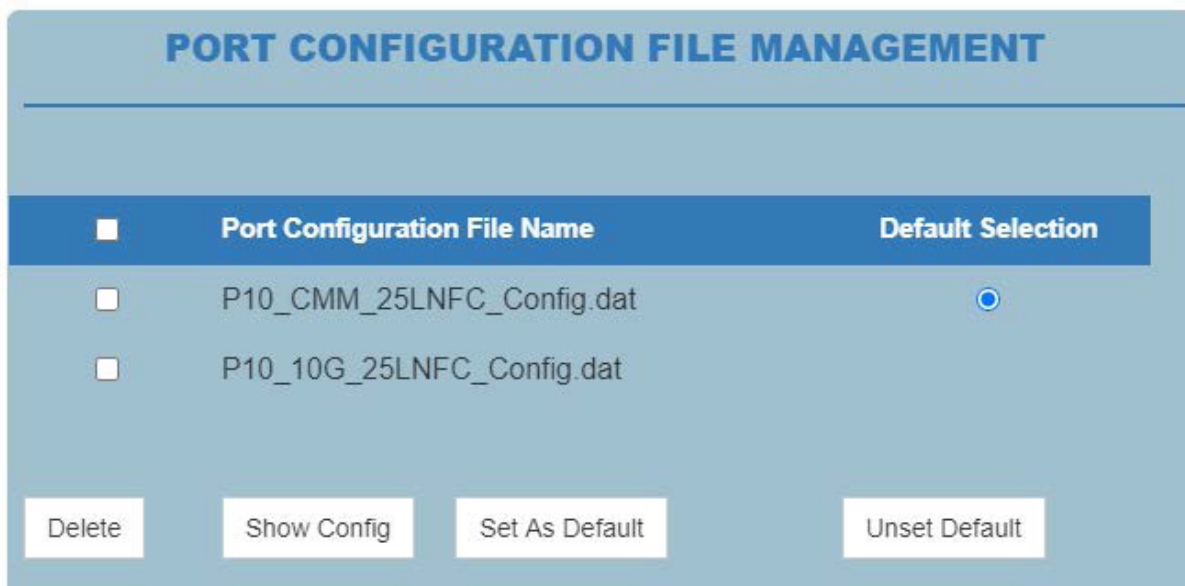 PORT CONFIGURATION FILE MANAGEMENT
Port Configuration File Name Default Selection
P10_CMM_25LNFC_Config.dat
P10_10G_25LNFC_Config.dat
Delete Show Config Set As Default Unset Default